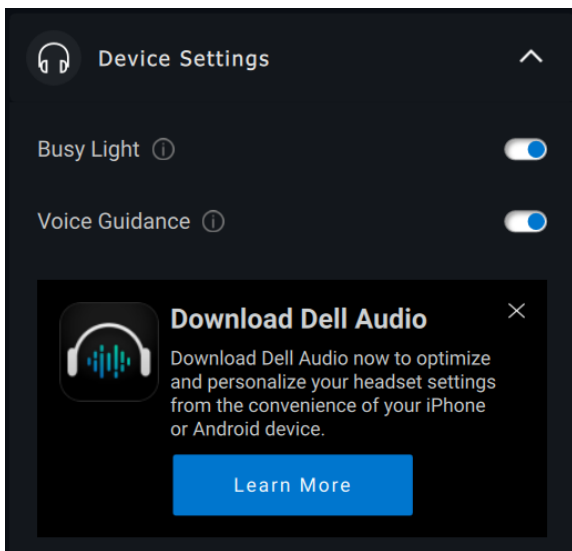 Device Settings
Busy Light
Voice Guidance
Download Dell Audio
Download Dell Audio now to optimize
and personalize your headset settings
from the convenience of your iPhone
or Android device.
Learn More